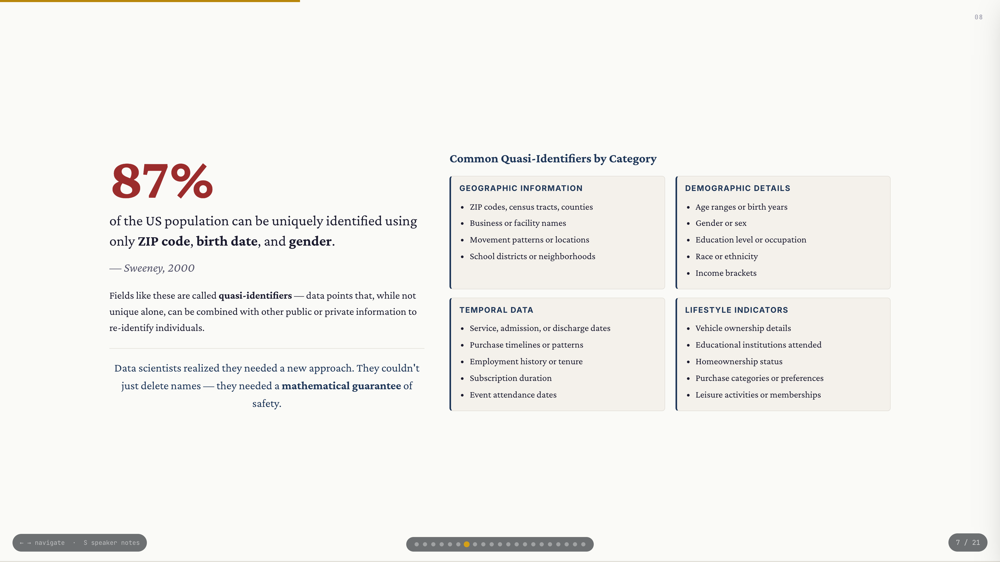 08
87%
of the US population can be uniquely identified using
only ZIP code, birth date, and gender.
— Sweeney, 2000
Fields like these are called quasi-identifiers — data points that, while not
unique alone, can be combined with other public or private information to
re-identify individuals.
Data scientists realized they needed a new approach. They couldn't
just delete names — they needed a mathematical guarantee of
safety.
Common Quasi-Identifiers by Category
GEOGRAPHIC INFORMATION
• ZIP codes, census tracts, counties
• Business or facility names
• Movement patterns or locations
• School districts or neighborhoods
DEMOGRAPHIC DETAILS
• Age ranges or birth years
• Gender or sex
• Education level or occupation
• Race or ethnicity
• Income brackets
TEMPORAL DATA
• Service, admission, or discharge dates
• Purchase timelines or patterns
• Employment history or tenure
• Subscription duration
• Event attendance dates
LIFESTYLE INDICATORS
• Vehicle ownership details
• Educational institutions attended
• Homeownership status
• Purchase categories or preferences
• Leisure activities or memberships
← → navigate · S speaker notes
7 / 21